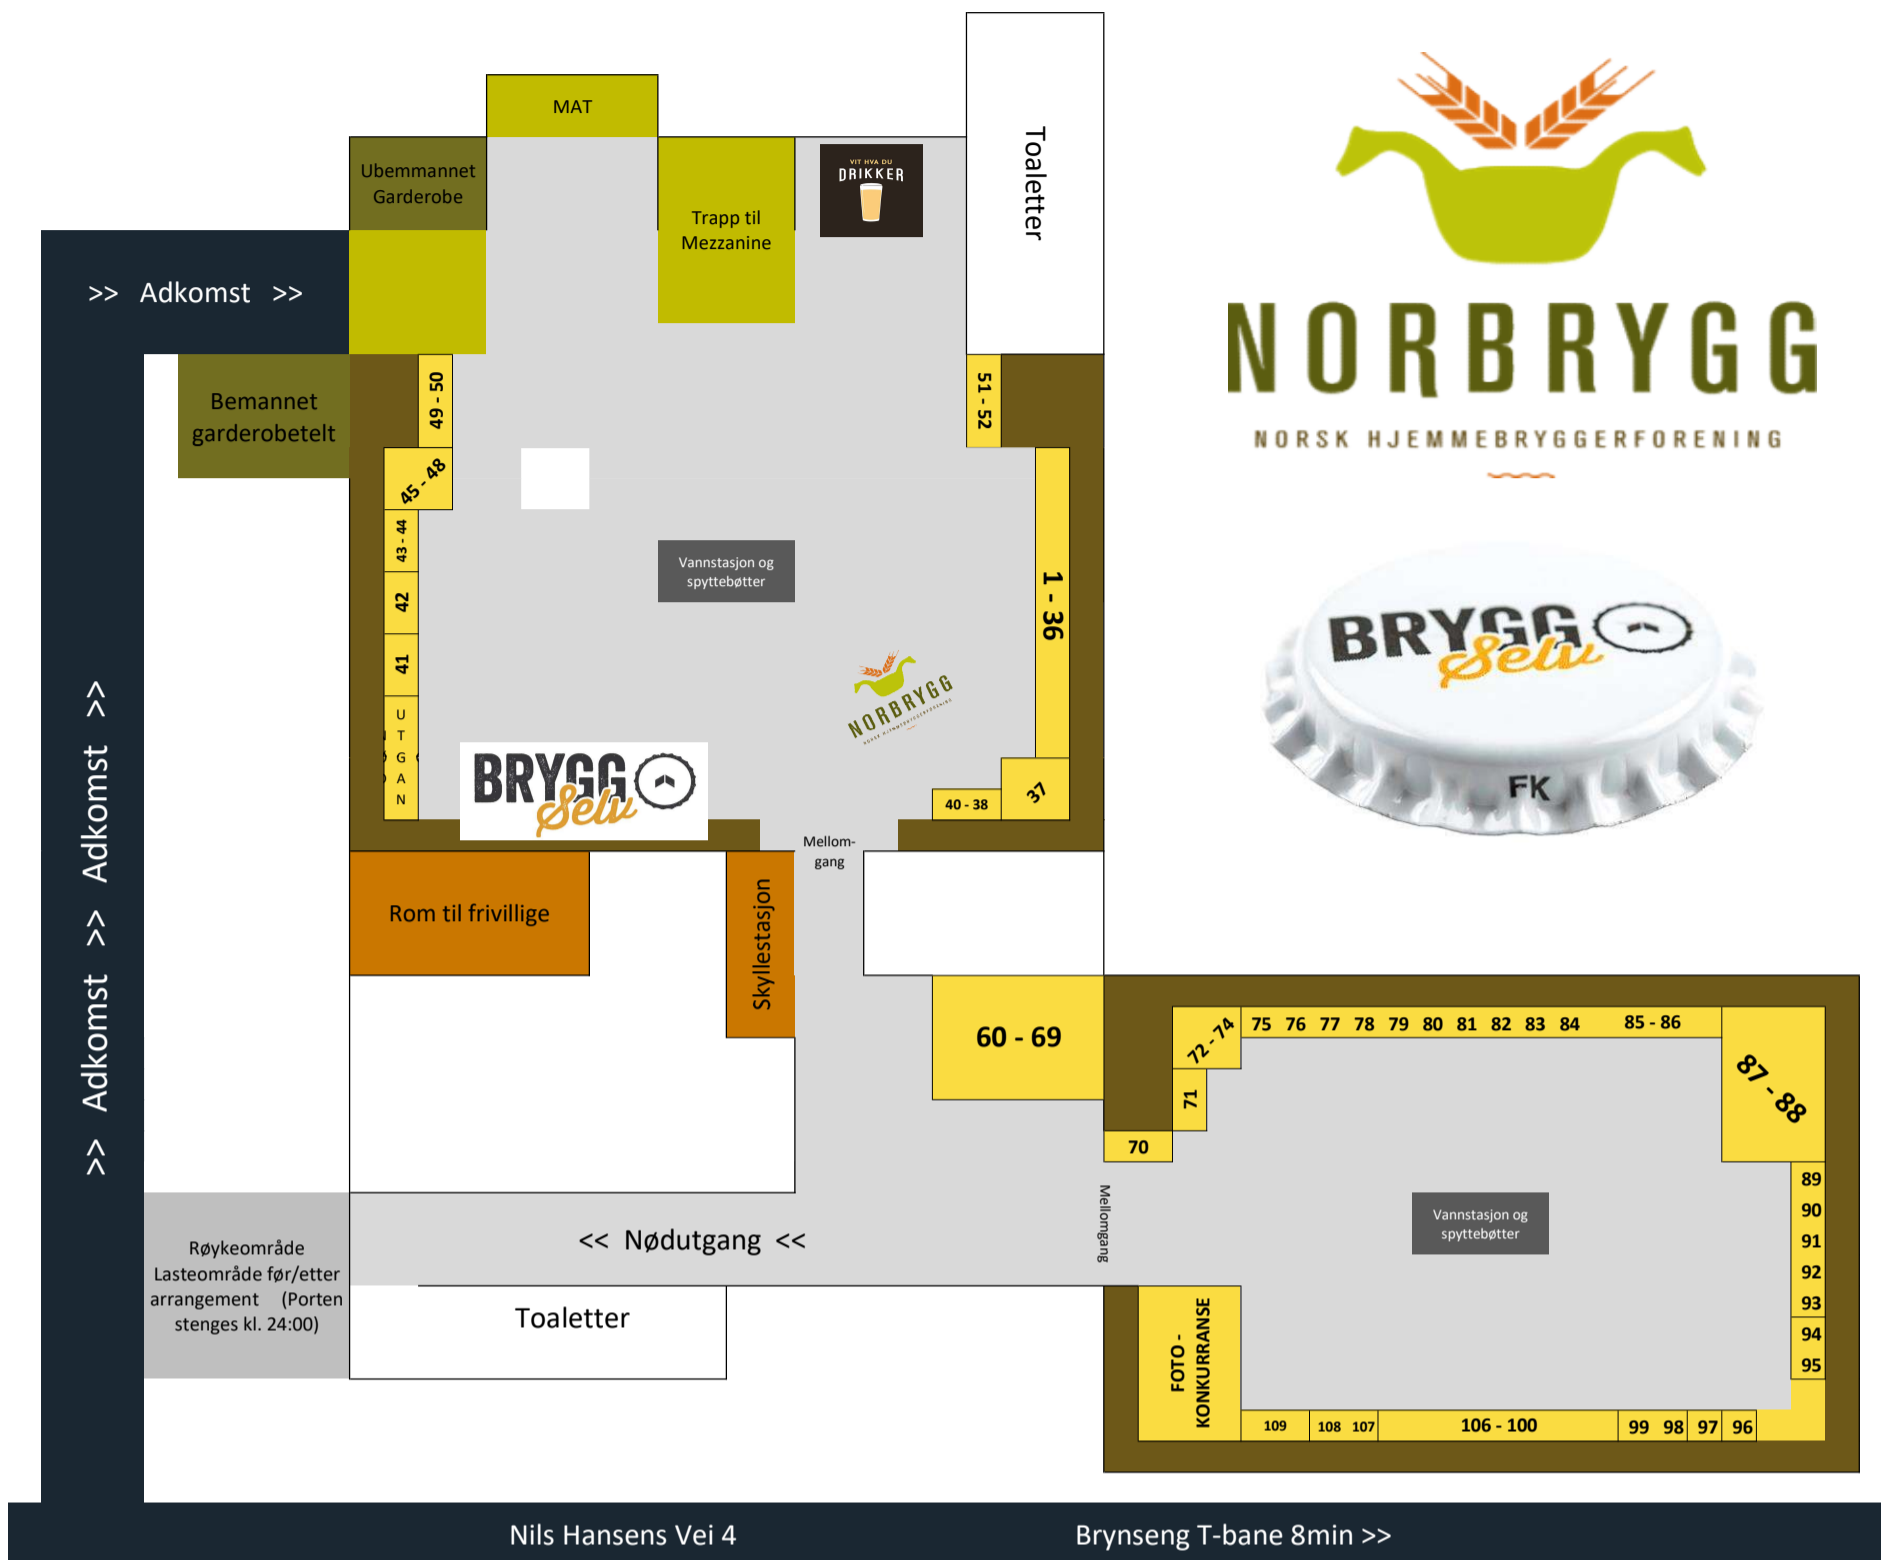 MAT
Ubemmannet
Garderobe
Trapp til
Mezzanine
VIT HVA DU
DRIKKER
Toaletter
NORBRYGG
NORSK HJEMMEBRYGGERFORENING
>> Adkomst >>
Bemannet
garderobetelt
49 - 50
51 - 52
45 - 48
43 - 44
42
41
UTGAN
Vannstasjon og
spyttebøtter
1 - 36
NORBRYGG
NORSK HJEMMEBRYGGERFORENING
BRYGG
Selv
40 - 38
37
BRYGG
Selv
FK
Mellom-
gang
Rom til frivillige
Skyllestasjon
>> Adkomst >> Adkomst >>
60 - 69
70
71
72 - 74
75 76 77 78 79 80 81 82 83 84 85 - 86
87 - 88
89
90
91
92
93
94
95
Mellomgang
Vannstasjon og
spyttebøtter
<< Nødutgang <<
Røykeområde
Lasteområde før/etter
arrangement (Porten
stenges kl. 24:00)
Toaletter
FOTO -
KONKURRANSE
109 108 107 106 - 100 99 98 97 96
Nils Hansens Vei 4
Brynseng T-bane 8min >>